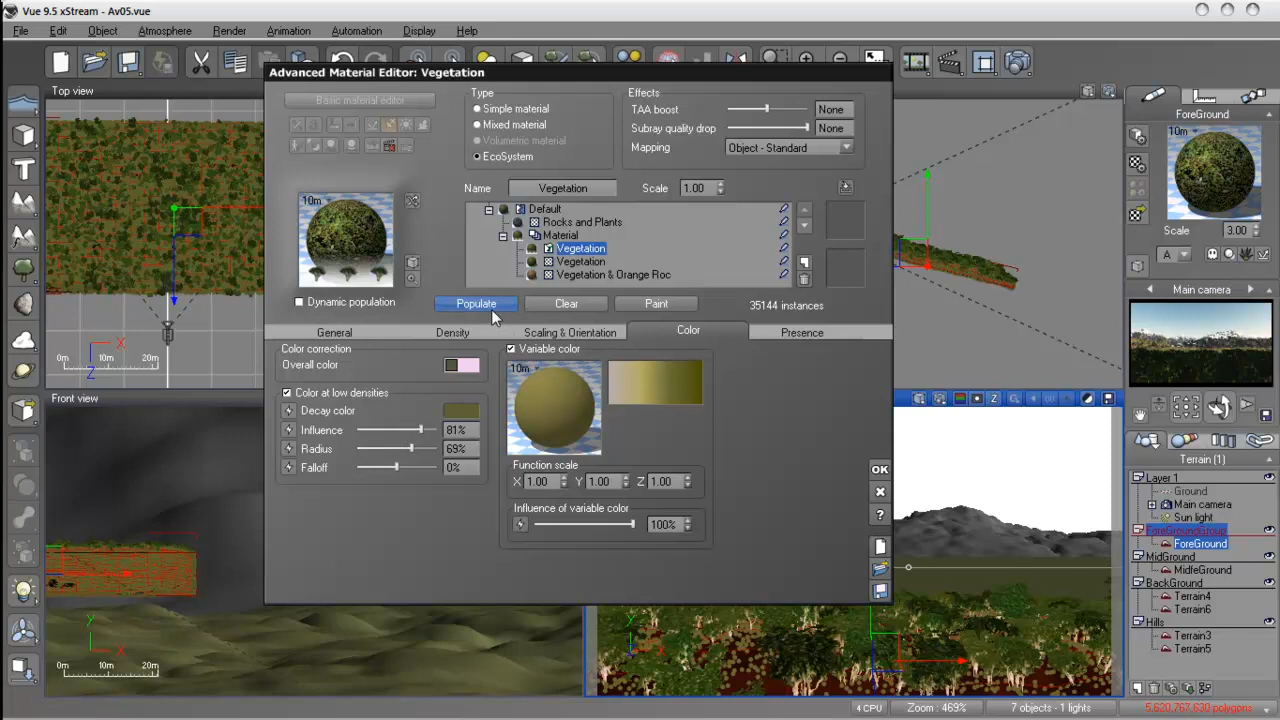 Vue 9.5 xStream - Av05.vue
File Edit Object Atmosphere Render Animation Automation Display Help
Top view
Advanced Material Editor: Vegetation
Basic material editor
Type
Simple material
Mixed material
Volumetric material
EcoSystem
Effects
TAA boost None
Subray quality drop None
Mapping Object - Standard
Name Vegetation Scale 1.00
10m
Default
Rocks and Plants
Material
Vegetation
Vegetation
Vegetation & Orange Roc
Dynamic population Populate Clear Paint 35144 instances
General Density Scaling & Orientation Color Presence
Color correction
Overall color
Color at low densities
Decay color
Influence 81%
Radius 69%
Falloff 0%
Variable color
10m
Function scale
X 1.00 Y 1.00 Z 1.00
Influence of variable color
100%
OK
?
0m 10m 20m
X
Z
Front view
Y
X
0m 10m 20m
Y
X
ForeGround
10m
Scale 3.00
A
Main camera
Z
Terrain (1)
Layer 1
Ground
Main camera
Sun light
ForeGroundGroup
ForeGround
MidGround
MidfeGround
BackGround
Terrain4
Terrain6
Hills
Terrain3
Terrain5
4 CPU Zoom : 469% 7 objects - 1 lights 5,620,767,630 polygons